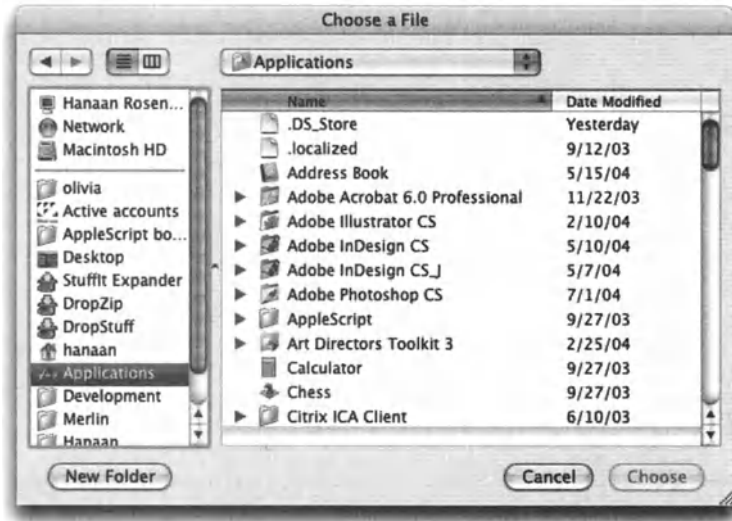 Choose a File
Applications
Hanaan Rosen...
Network
Macintosh HD
olivia
Active accounts
AppleScript bo...
Desktop
StuffIt Expander
DropZip
DropStuff
hanaan
Applications
Development
Merlin
Hanaan
Name Date Modified
.DS_Store Yesterday
.localized 9/12/03
Address Book 5/15/04
Adobe Acrobat 6.0 Professional 11/22/03
Adobe Illustrator CS 2/10/04
Adobe InDesign CS 5/10/04
Adobe InDesign CS_J 5/7/04
Adobe Photoshop CS 7/1/04
AppleScript 9/27/03
Art Directors Toolkit 3 2/25/04
Calculator 9/27/03
Chess 9/27/03
Citrix ICA Client 6/10/03
New Folder Cancel Choose